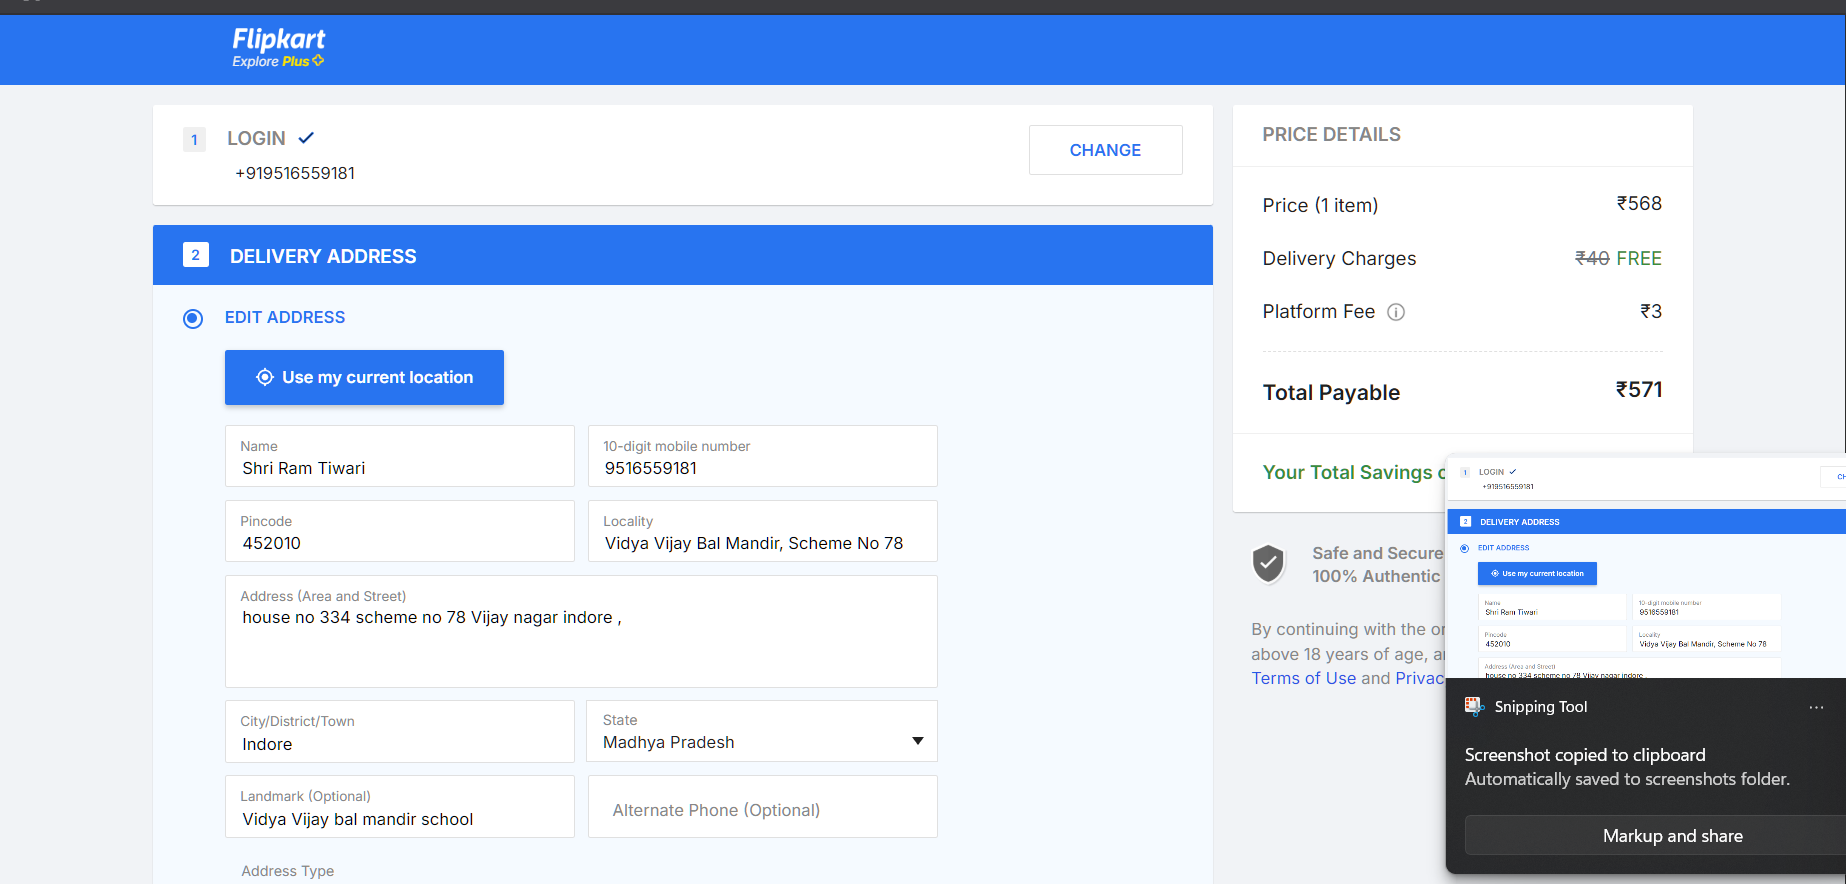 Flipkart
Explore Plus
1 LOGIN
CHANGE
+919516559181
2 DELIVERY ADDRESS
EDIT ADDRESS
Use my current location
Name
Shri Ram Tiwari
10-digit mobile number
9516559181
Pincode
452010
Locality
Vidya Vijay Bal Mandir, Scheme No 78
Address (Area and Street)
house no 334 scheme no 78 Vijay nagar indore ,
City/District/Town
Indore
State
Madhya Pradesh
Landmark (Optional)
Vidya Vijay bal mandir school
Alternate Phone (Optional)
Address Type
PRICE DETAILS
Price (1 item) ₹568
Delivery Charges ₹40 FREE
Platform Fee ₹3
Total Payable ₹571
Your Total Savings
Safe and Secure
100% Authentic
By continuing with the
above 18 years of age,
Terms of Use and
1 LOGIN
+919516559181
2 DELIVERY ADDRESS
EDIT ADDRESS
Use my current location
Name
Shri Ram Tiwari
10-digit mobile number
9516559181
Pincode
452010
Locality
Vidya Vijay Bal Mandir, Scheme No 78
Address (Area and Street)
house no 334 scheme no 78 Vijay nagar indore
Snipping Tool
Screenshot copied to clipboard
Automatically saved to screenshots folder.
Markup and share